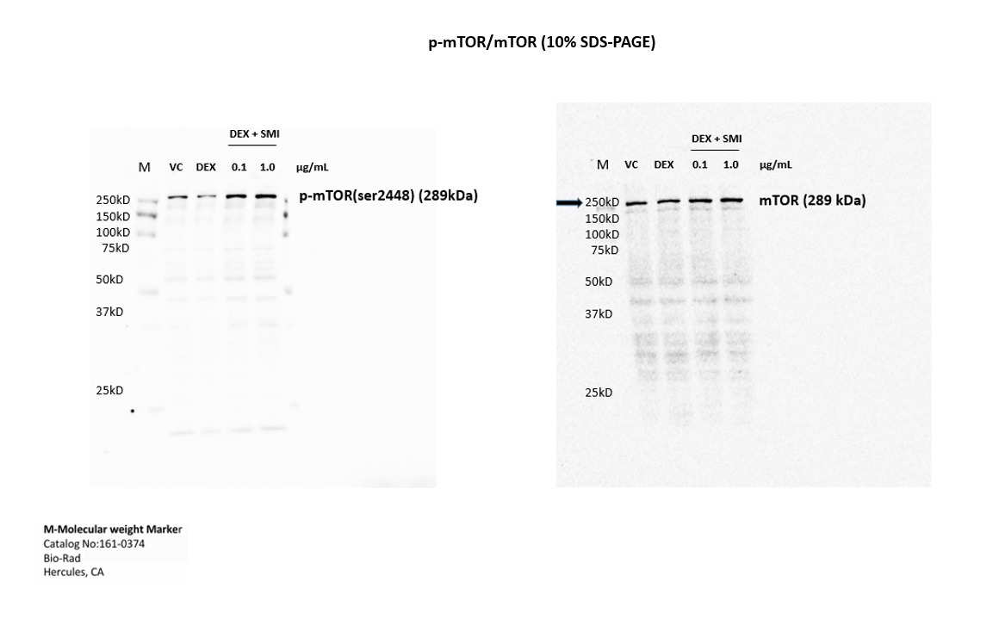 p-mTOR/mTOR (10% SDS-PAGE)
DEX + SMI
M VC DEX 0.1 1.0 µg/mL
250kD
150kD
100kD
75kD
50kD
37kD
25kD
p-mTOR(ser2448) (289kDa)
DEX + SMI
M VC DEX 0.1 1.0 µg/mL
250kD
150kD
100kD
75kD
50kD
37kD
25kD
mTOR (289 kDa)
M-Molecular weight Marker
Catalog No:161-0374
Bio-Rad
Hercules, CA